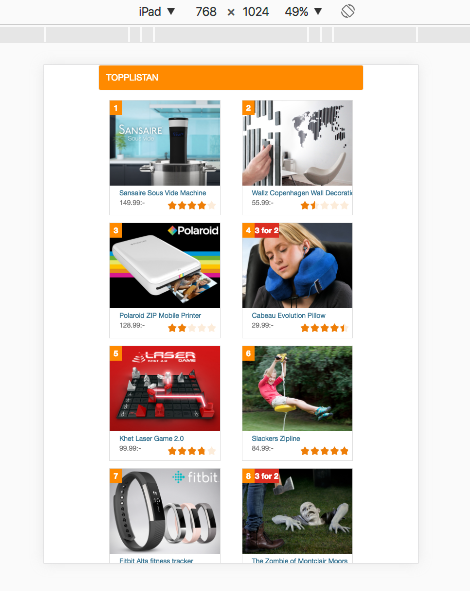 iPad ▼ 768 × 1024 49% ▼
TOPPLISTAN
1
SANSAIRE
Sansaire Sous Vide Machine
149.99:-
2
Wallz Copenhagen Wall Decoratio
55.99:-
3
Polaroid
Polaroid ZIP Mobile Printer
128.99:-
4 3 for 2
Cabeau Evolution Pillow
29.99:-
5
LASER
GAME
Khet Laser Game 2.0
99.99:-
6
Slackers Zipline
84.99:-
7
fitbit
Fitbit Alta fitness tracker
8 3 for 2
The Zombie of Montclair Moors